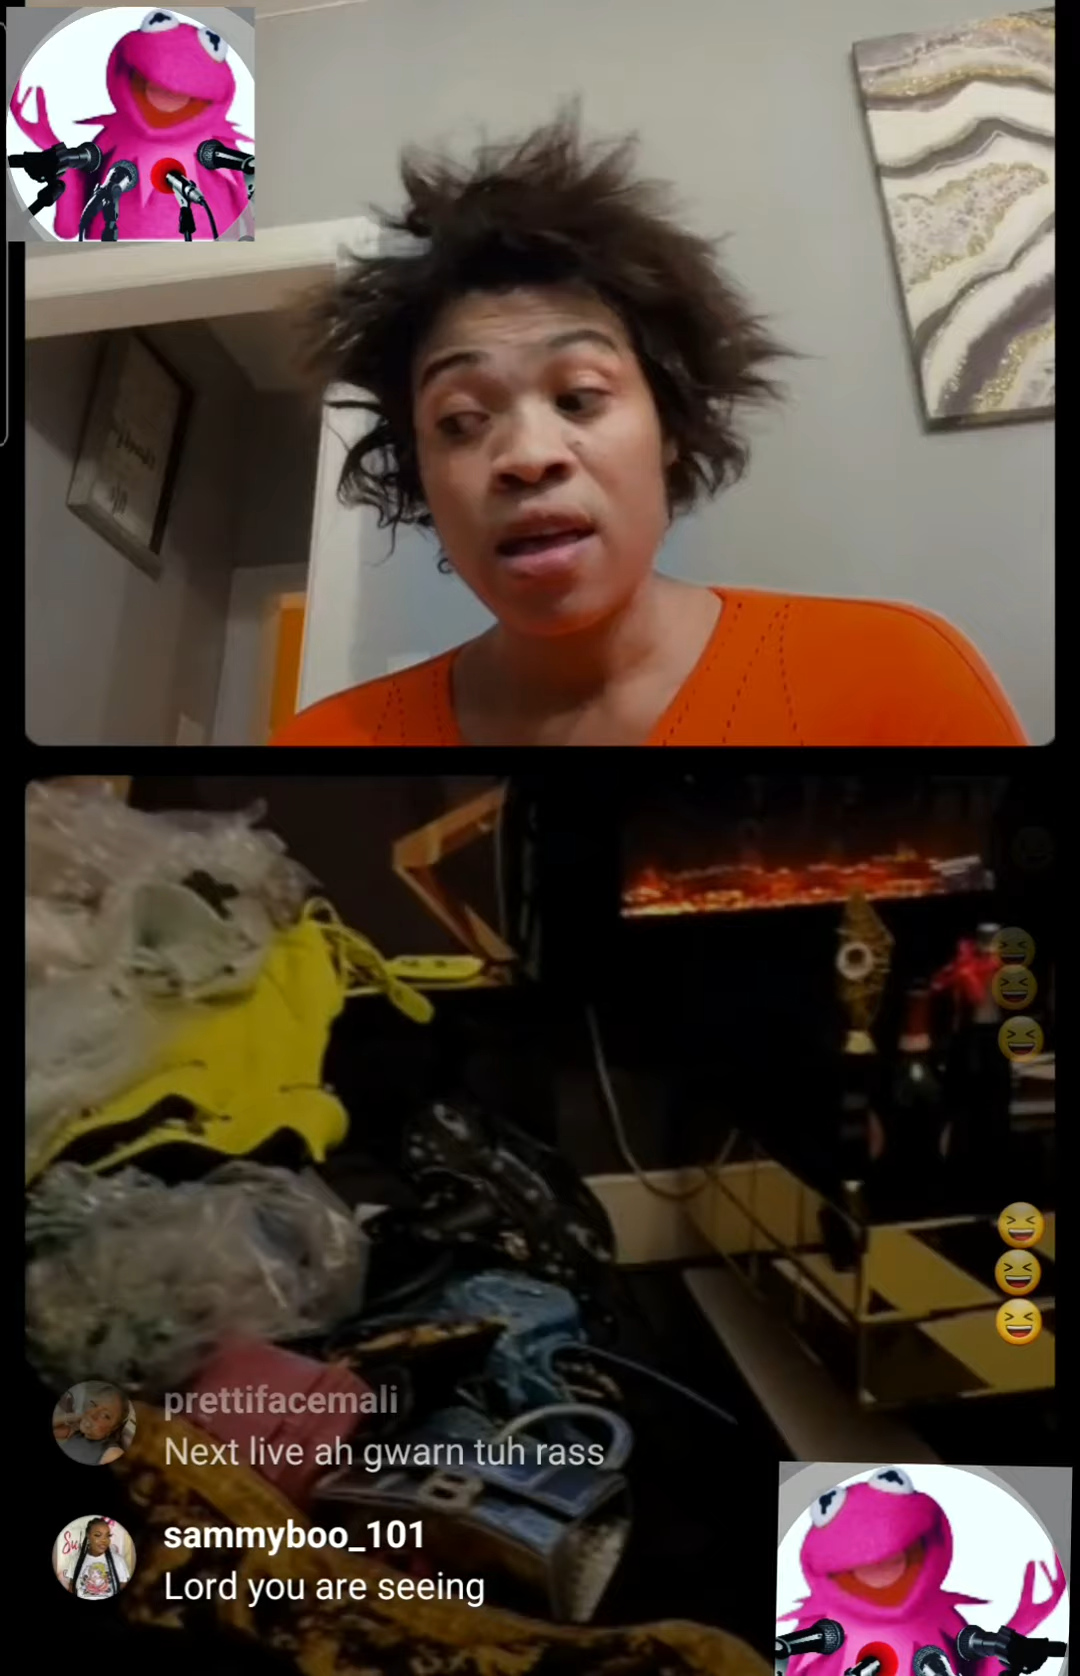 prettifacemali
Next live ah gwarn tuh rass
sammyboo_101
Lord you are seeing